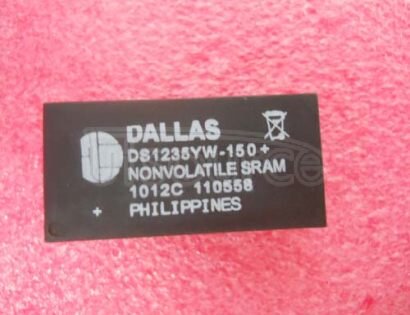 DALLAS
DS1235YW-150+
NONVOLATILE SRAM
1012C 110558
+ PHILIPPINES